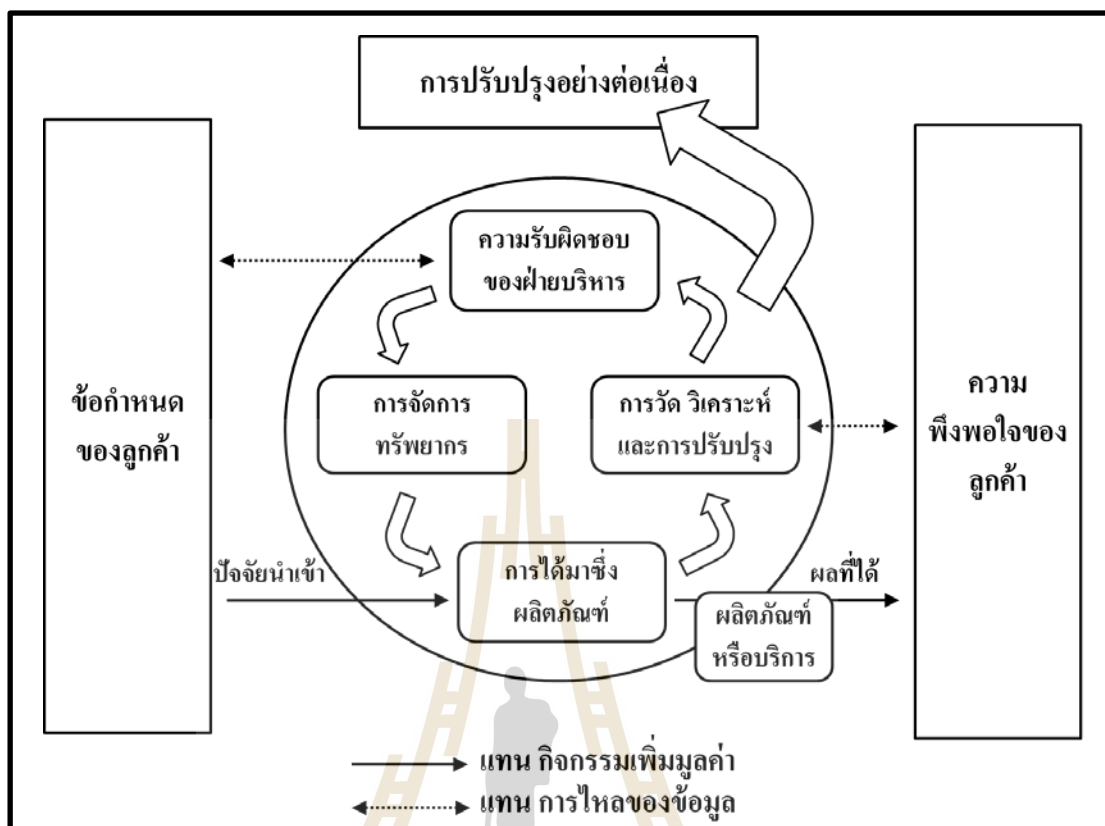 การปรับปรุงอย่างต่อเนื่อง
ข้อกำหนด
ของลูกค้า
ความรับผิดชอบ
ของฝ่ายบริหาร
การจัดการ
ทรัพยากร
การวัด วิเคราะห์
และการปรับปรุง
ความ
พึงพอใจของ
ลูกค้า
ปัจจัยนำเข้า
การได้มาซึ่ง
ผลิตภัณฑ์
ผลที่ได้
ผลิตภัณฑ์
หรือบริการ
แทน กิจกรรมเพิ่มมูลค่า
แทน การไหลของข้อมูล